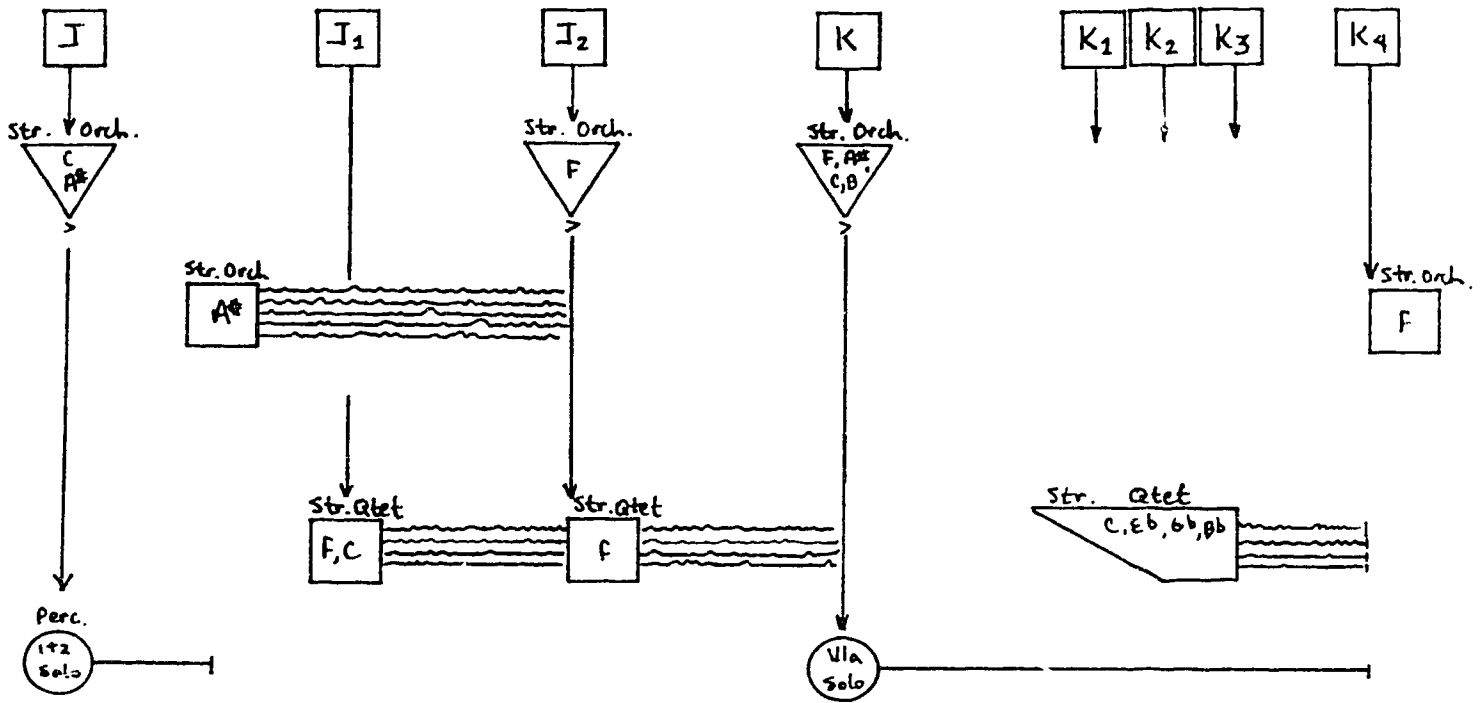 J
J1
J2
K
K1
K2
K3
K4
Str. Orch.
C
A#
Str. Orch.
F
Str. Orch.
F, A#,
C, B
Str. Orch
A#
Str. Orch.
F
Str. Qtet
F, C
Str. Qtet
F
Str. Qtet
C, Eb, Gb, Bb
Perc.
1+2
Solo
Vla
Solo